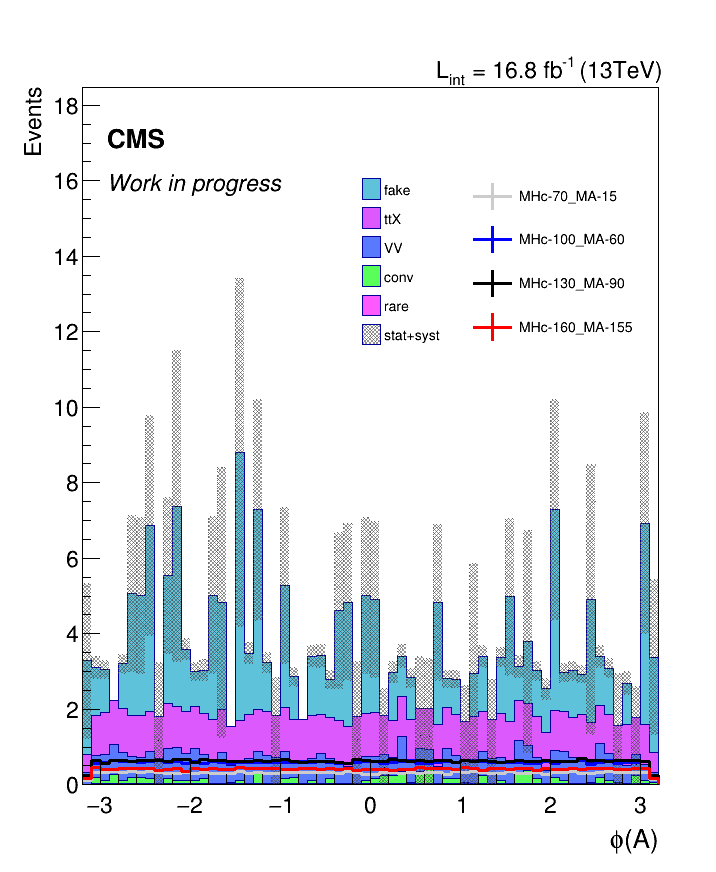 L_int = 16.8 fb^-1 (13TeV)
Events
18
16
14
12
10
8
6
4
2
0
CMS
Work in progress
fake
ttX
VV
conv
rare
stat+syst
MHc-70_MA-15
MHc-100_MA-60
MHc-130_MA-90
MHc-160_MA-155
−3 −2 −1 0 1 2 3
ϕ(A)